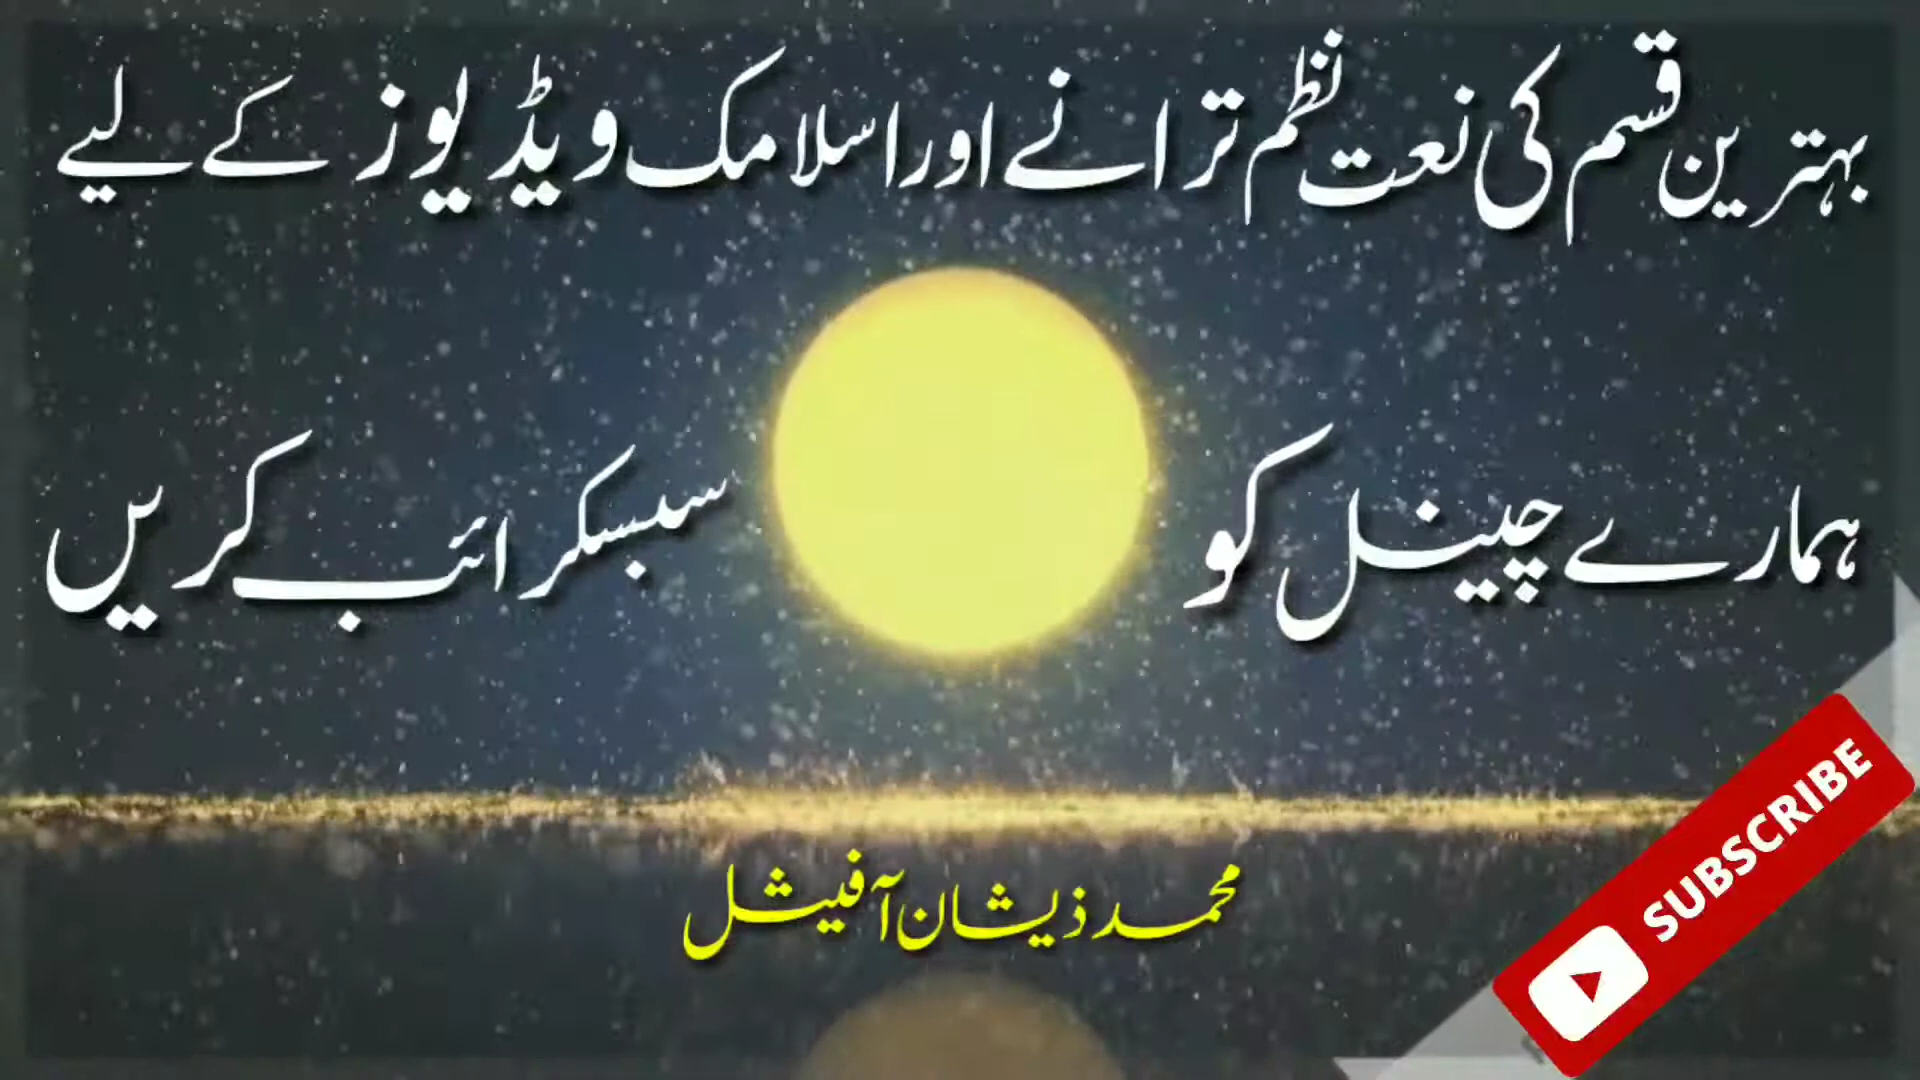 بہترین قسم کی نعت نظم ترانے اور اسلامک ویڈیوز کے لیے
ہمارے چینل کو سبسکرائب کریں
محمد ذیشان آفیشل
SUBSCRIBE